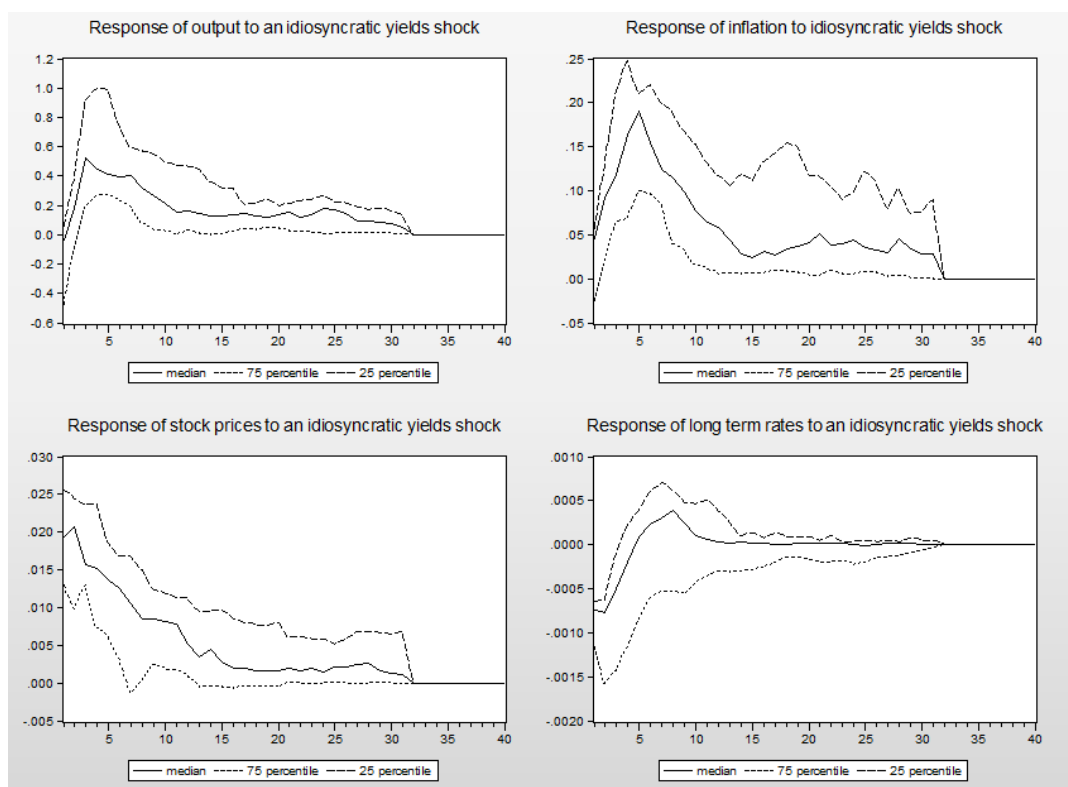 Response of output to an idiosyncratic yields shock
1.2
1.0
0.8
0.6
0.4
0.2
0.0
-0.2
-0.4
-0.6
5 10 15 20 25 30 35 40
median 75 percentile 25 percentile
Response of inflation to idiosyncratic yields shock
.25
.20
.15
.10
.05
.00
-.05
5 10 15 20 25 30 35 40
median 75 percentile 25 percentile
Response of stock prices to an idiosyncratic yields shock
.030
.025
.020
.015
.010
.005
.000
-.005
5 10 15 20 25 30 35 40
median 75 percentile 25 percentile
Response of long term rates to an idiosyncratic yields shock
.0010
.0005
.0000
-.0005
-.0010
-.0015
-.0020
5 10 15 20 25 30 35 40
median 75 percentile 25 percentile